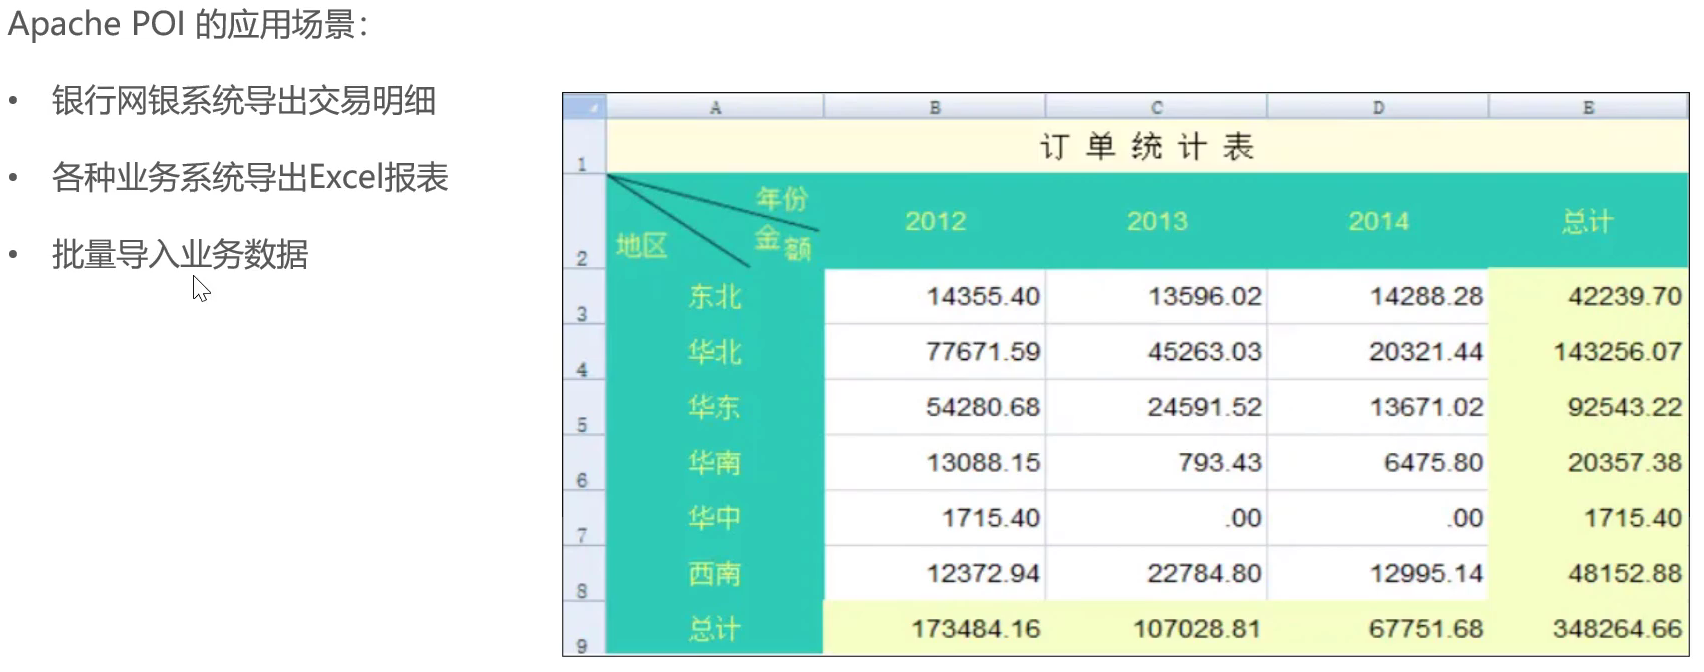 Apache POI 的应用场景：
• 银行网银系统导出交易明细
• 各种业务系统导出Excel报表
• 批量导入业务数据
A B C D E
1 订单统计表
2 地区 金额 年份 2012 2013 2014 总计
3 东北 14355.40 13596.02 14288.28 42239.70
4 华北 77671.59 45263.03 20321.44 143256.07
5 华东 54280.68 24591.52 13671.02 92543.22
6 华南 13088.15 793.43 6475.80 20357.38
7 华中 1715.40 .00 .00 1715.40
8 西南 12372.94 22784.80 12995.14 48152.88
9 总计 173484.16 107028.81 67751.68 348264.66